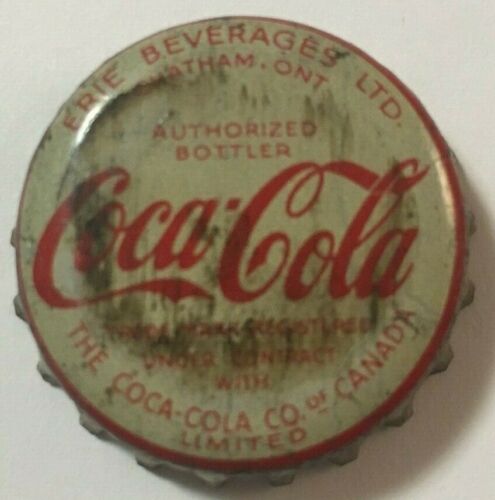 ERIE BEVERAGES LTD.
CHATHAM, ONT
AUTHORIZED
BOTTLER
Coca-Cola
TRADE MARK REGISTERED
UNDER CONTRACT
WITH
THE COCA-COLA CO. OF CANADA
LIMITED